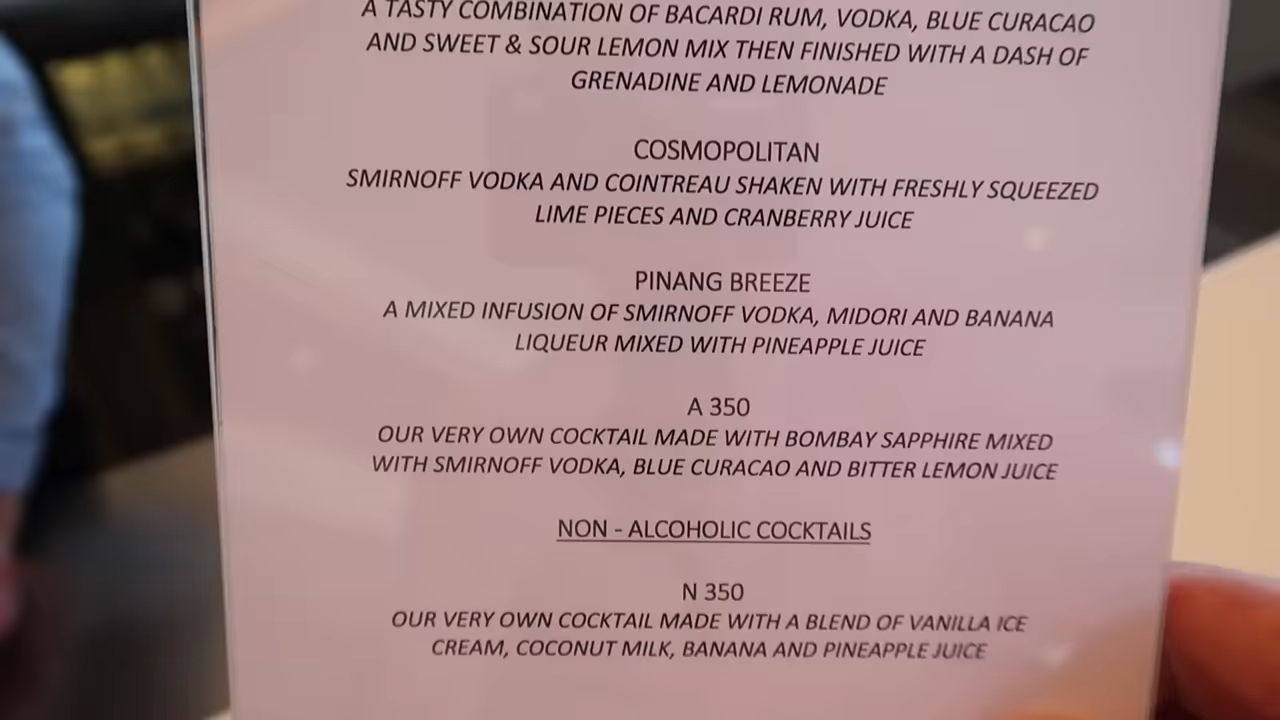 A TASTY COMBINATION OF BACARDI RUM, VODKA, BLUE CURACAO
AND SWEET & SOUR LEMON MIX THEN FINISHED WITH A DASH OF
GRENADINE AND LEMONADE
COSMOPOLITAN
SMIRNOFF VODKA AND COINTREAU SHAKEN WITH FRESHLY SQUEEZED
LIME PIECES AND CRANBERRY JUICE
PINANG BREEZE
A MIXED INFUSION OF SMIRNOFF VODKA, MIDORI AND BANANA
LIQUEUR MIXED WITH PINEAPPLE JUICE
A 350
OUR VERY OWN COCKTAIL MADE WITH BOMBAY SAPPHIRE MIXED
WITH SMIRNOFF VODKA, BLUE CURACAO AND BITTER LEMON JUICE
NON - ALCOHOLIC COCKTAILS
N 350
OUR VERY OWN COCKTAIL MADE WITH A BLEND OF VANILLA ICE
CREAM, COCONUT MILK, BANANA AND PINEAPPLE JUICE